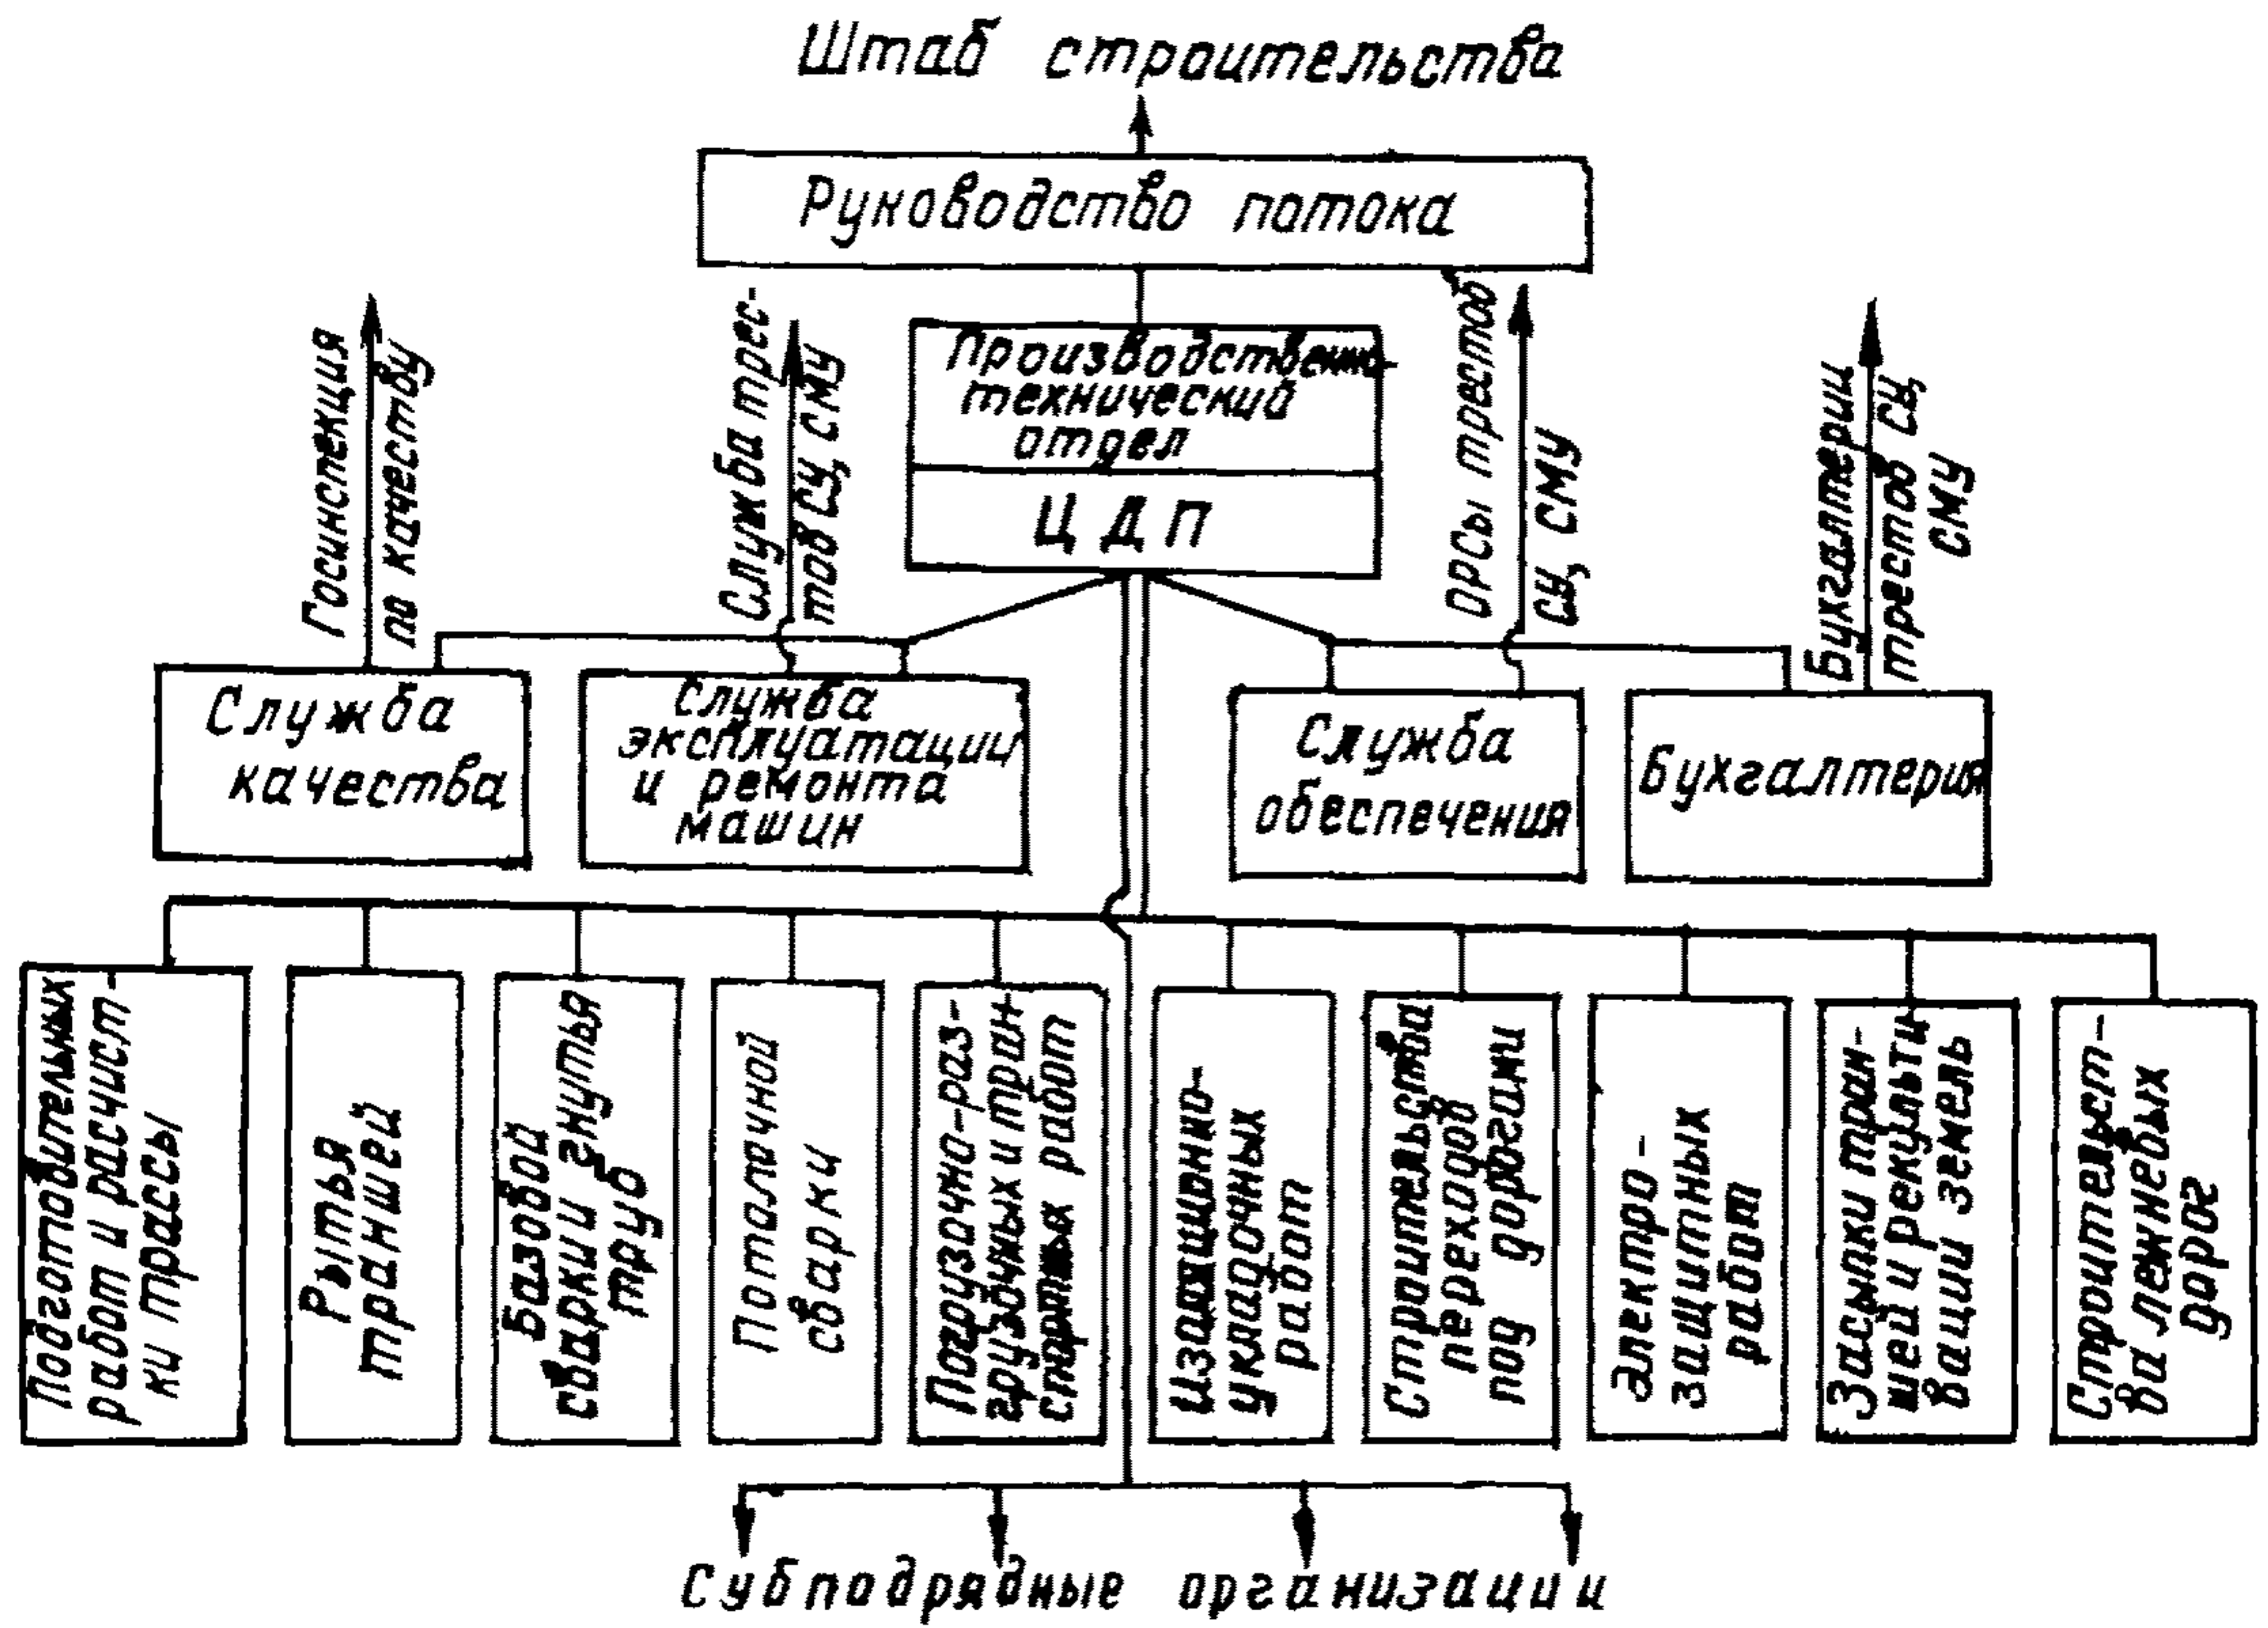 Штаб строительства
Руководство потока
Производственно-
технический
отдел
ЦДП
Госинспекция
по качеству
Служба трес-
тов СУ, СМУ
ОРСы трестов
СУ, СМУ
Бухгалтерии
трестов СУ,
СМУ
Служба
качества
Служба
эксплуатации
и ремонта
машин
Служба
обеспечения
Бухгалтерия
Подготовительных
работ и расчист-
ки трассы
Рытья
траншей
Базовой
сварки и гнутья
труб
Потолочной
сварки
Погрузочно-раз-
грузочных и тран
спортных работ
Изоляционно-
укладочных
работ
Строительства
переходов
под дорогами
Электро-
защитных
работ
Засыпки тран-
шей и рекульти
вации земель
Строительст-
ва лежневых
дорог
Субподрядные организации